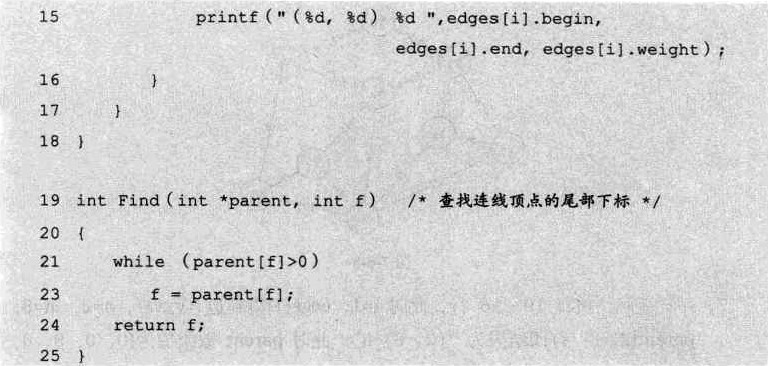 15 printf("(%d, %d) %d ",edges[i].begin,
edges[i].end, edges[i].weight);
16 }
17 }
18 }
19 int Find(int *parent, int f) /* 查找连线顶点的尾部下标 */
20 {
21 while (parent[f]>0)
23 f = parent[f];
24 return f;
25 }